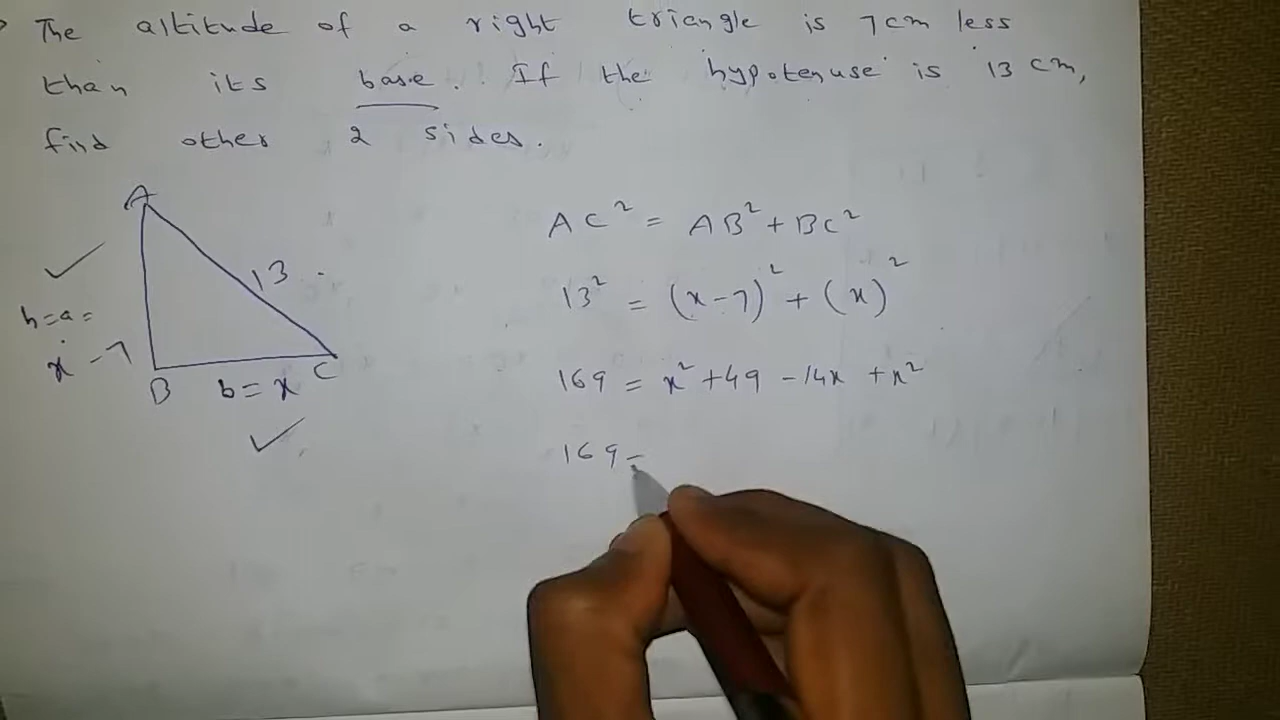 The altitude of a right triangle is 7cm less
than its base. If the hypotenuse is 13 cm,
find other 2 sides.
A
13
h=a=
x-7
B
b=x
C
AC² = AB²+BC²
13² = (x-7)² + (x)²
169 = x²+49 -14x +x²
169-